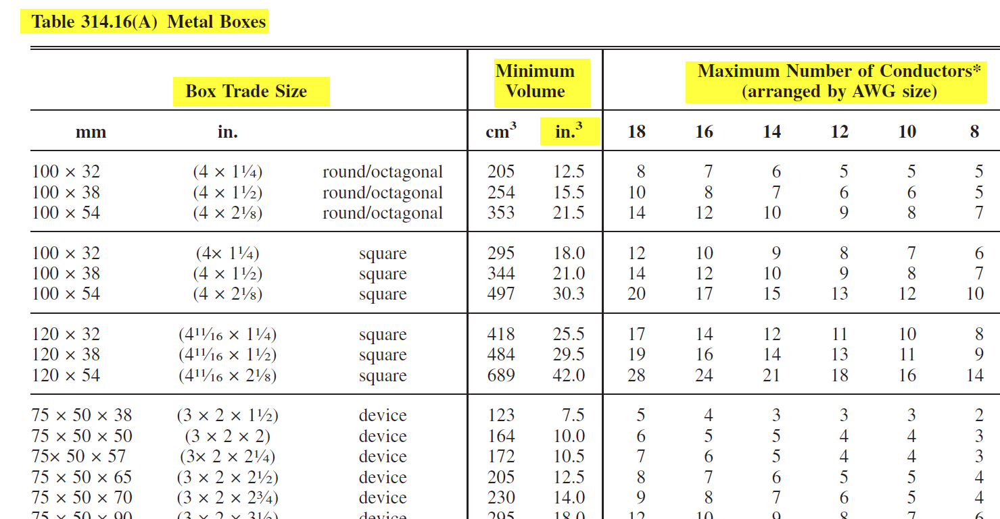 Table 314.16(A) Metal Boxes
Box Trade Size
Minimum Volume
Maximum Number of Conductors* (arranged by AWG size)
mm in. cm³ in.³ 18 16 14 12 10 8
100 × 32 (4 × 1¼) round/octagonal 205 12.5 8 7 6 5 5 5
100 × 38 (4 × 1½) round/octagonal 254 15.5 10 8 7 6 6 5
100 × 54 (4 × 2⅛) round/octagonal 353 21.5 14 12 10 9 8 7
100 × 32 (4× 1¼) square 295 18.0 12 10 9 8 7 6
100 × 38 (4 × 1½) square 344 21.0 14 12 10 9 8 7
100 × 54 (4 × 2⅛) square 497 30.3 20 17 15 13 12 10
120 × 32 (4¹¹⁄₁₆ × 1¼) square 418 25.5 17 14 12 11 10 8
120 × 38 (4¹¹⁄₁₆ × 1½) square 484 29.5 19 16 14 13 11 9
120 × 54 (4¹¹⁄₁₆ × 2⅛) square 689 42.0 28 24 21 18 16 14
75 × 50 × 38 (3 × 2 × 1½) device 123 7.5 5 4 3 3 3 2
75 × 50 × 50 (3 × 2 × 2) device 164 10.0 6 5 5 4 4 3
75× 50 × 57 (3× 2 × 2¼) device 172 10.5 7 6 5 4 4 3
75 × 50 × 65 (3 × 2 × 2½) device 205 12.5 8 7 6 5 5 4
75 × 50 × 70 (3 × 2 × 2¾) device 230 14.0 9 8 7 6 5 4
75 × 50 × 90 (3 × 2 × 3½) device 295 18.0 12 10 9 8 7 6